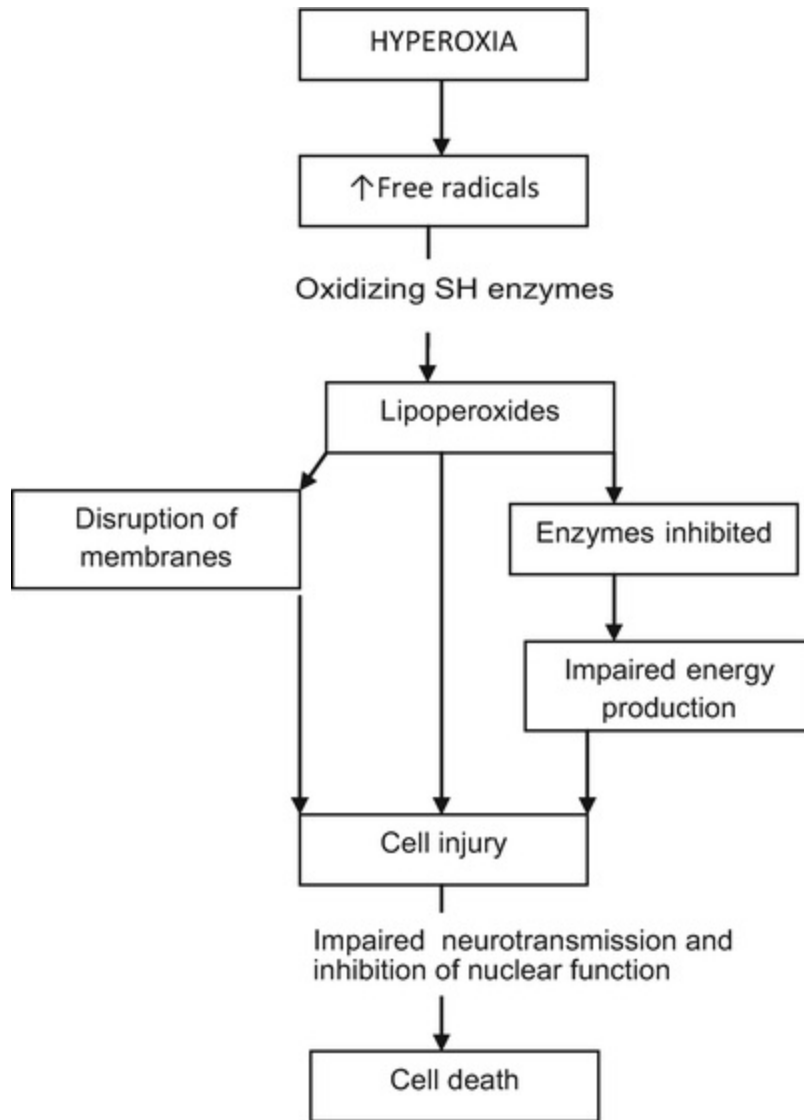 HYPEROXIA
↑Free radicals
Oxidizing SH enzymes
Lipoperoxides
Disruption of
membranes
Enzymes inhibited
Impaired energy
production
Cell injury
Impaired neurotransmission and
inhibition of nuclear function
Cell death